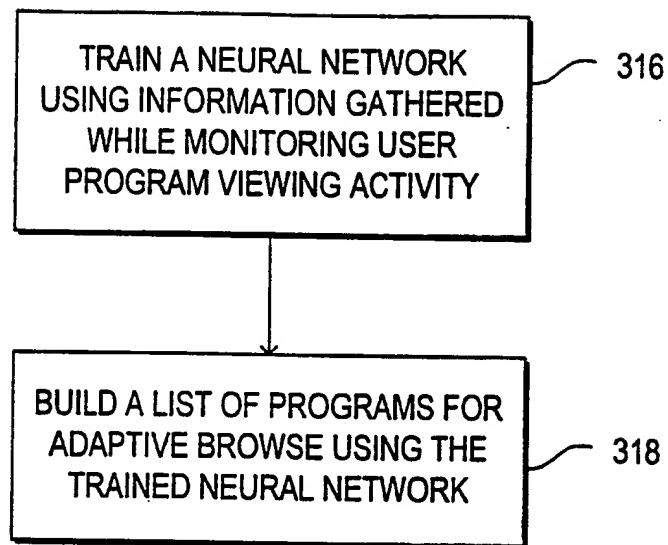 TRAIN A NEURAL NETWORK
USING INFORMATION GATHERED
WHILE MONITORING USER
PROGRAM VIEWING ACTIVITY
316
BUILD A LIST OF PROGRAMS FOR
ADAPTIVE BROWSE USING THE
TRAINED NEURAL NETWORK
318